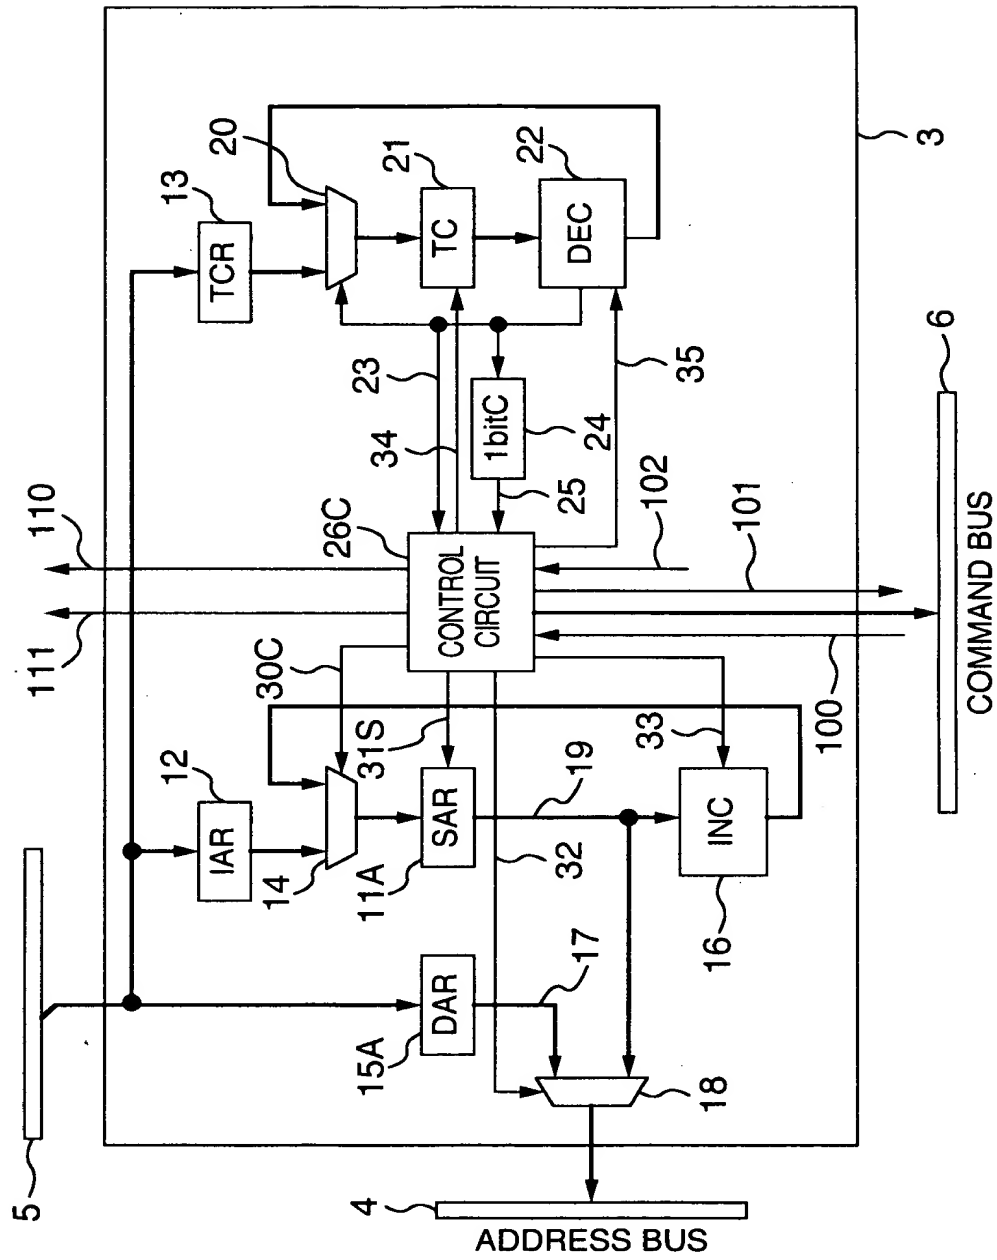 110
111
13
TCR
20
21
TC
22
DEC
3
23
34
1bitC
24
25
35
6
26C
CONTROL
CIRCUIT
102
101
100
COMMAND BUS
30C
31S
33
12
IAR
14
SAR
11A
19
32
INC
16
DAR
15A
17
18
5
4
ADDRESS BUS